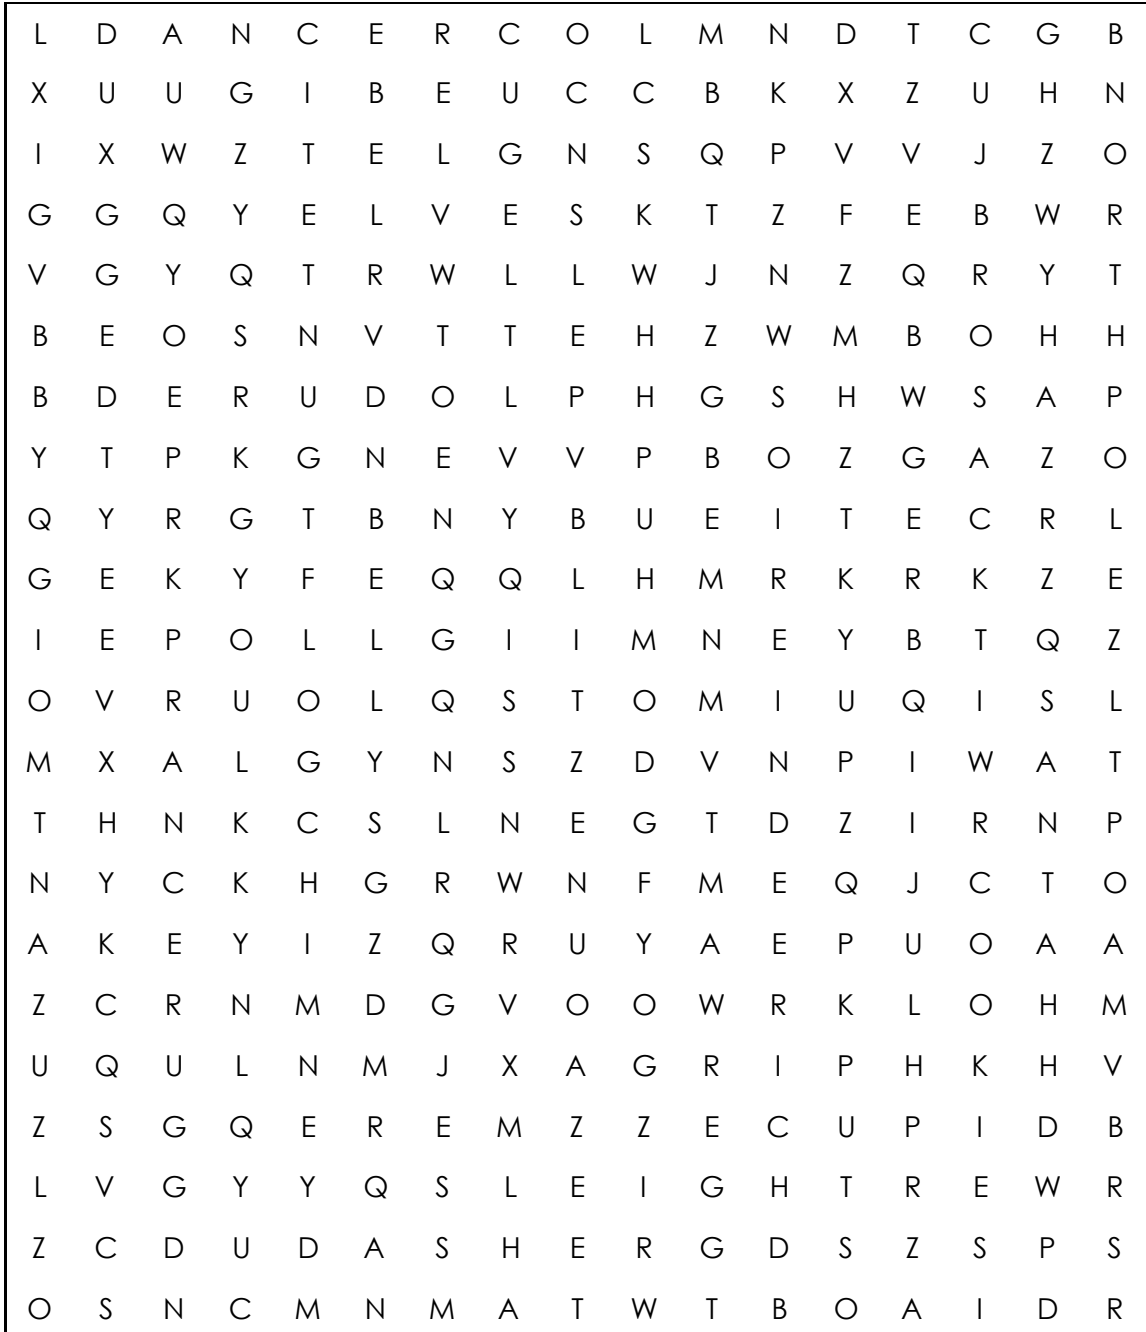 L D A N C E R C O L M N D T C G B
X U U G I B E U C C B K X Z U H N
I X W Z T E L G N S Q P V V J Z O
G G Q Y E L V E S K T Z F E B W R
V G Y Q T R W L L W J N Z Q R Y T
B E O S N V T T E H Z W M B O H H
B D E R U D O L P H G S H W S A P
Y T P K G N E V V P B O Z G A Z O
Q Y R G T B N Y B U E I T E C R L
G E K Y F E Q Q L H M R K R K Z E
I E P O L L G I I M N E Y B T Q Z
O V R U O L Q S T O M I U Q I S L
M X A L G Y N S Z D V N P I W A T
T H N K C S L N E G T D Z I R N P
N Y C K H G R W N F M E Q J C T O
A K E Y I Z Q R U Y A E P U O A A
Z C R N M D G V O O W R K L O H M
U Q U L N M J X A G R I P H K H V
Z S G Q E R E M Z Z E C U P I D B
L V G Y Y Q S L E I G H T R E W R
Z C D U D A S H E R G D S Z S P S
O S N C M N M A T W T B O A I D R